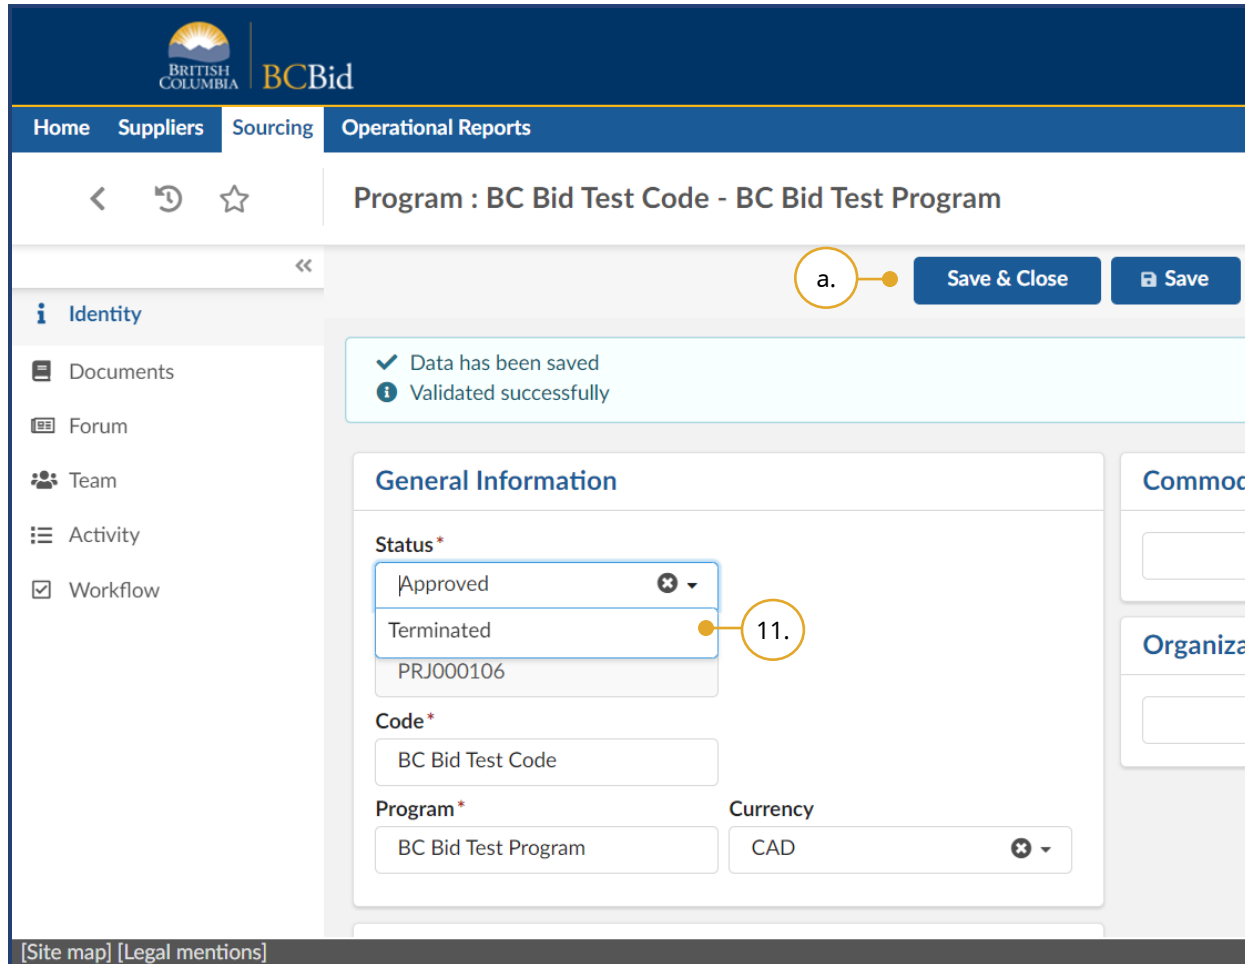 BRITISH
COLUMBIA
BCBid
Home Suppliers Sourcing Operational Reports
Program : BC Bid Test Code - BC Bid Test Program
a. Save & Close Save
Identity
Documents
Forum
Team
Activity
Workflow
Data has been saved
Validated successfully
General Information
Status*
Approved
Terminated
11.
PRJ000106
Code*
BC Bid Test Code
Program* Currency
BC Bid Test Program CAD
Commod
Organiza
[Site map] [Legal mentions]